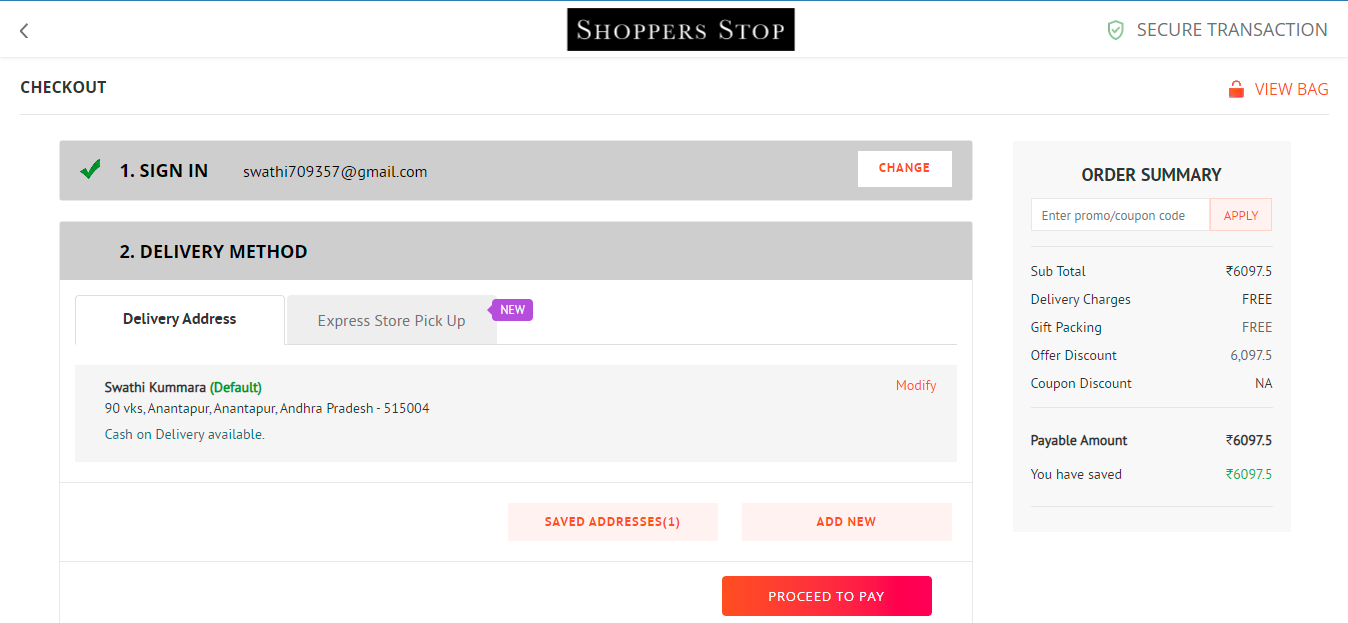 SHOPPERS STOP
SECURE TRANSACTION
CHECKOUT
VIEW BAG
1. SIGN IN swathi709357@gmail.com CHANGE
2. DELIVERY METHOD
Delivery Address
Express Store Pick Up
NEW
Swathi Kummara (Default)
Modify
90 vks, Anantapur, Anantapur, Andhra Pradesh - 515004
Cash on Delivery available.
SAVED ADDRESSES(1)
ADD NEW
PROCEED TO PAY
ORDER SUMMARY
Enter promo/coupon code APPLY
Sub Total ₹6097.5
Delivery Charges FREE
Gift Packing FREE
Offer Discount 6,097.5
Coupon Discount NA
Payable Amount ₹6097.5
You have saved ₹6097.5